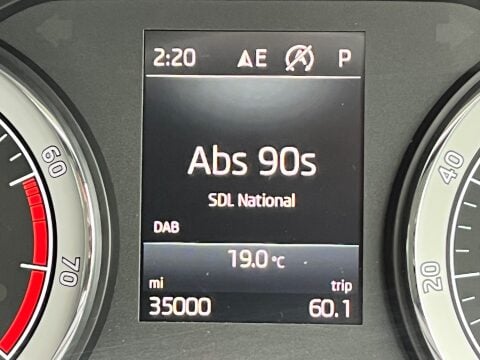 2:20 E A P
Abs 90s
SDL National
DAB
19.0 °C
mi trip
35000 60.1
60
70
40
20